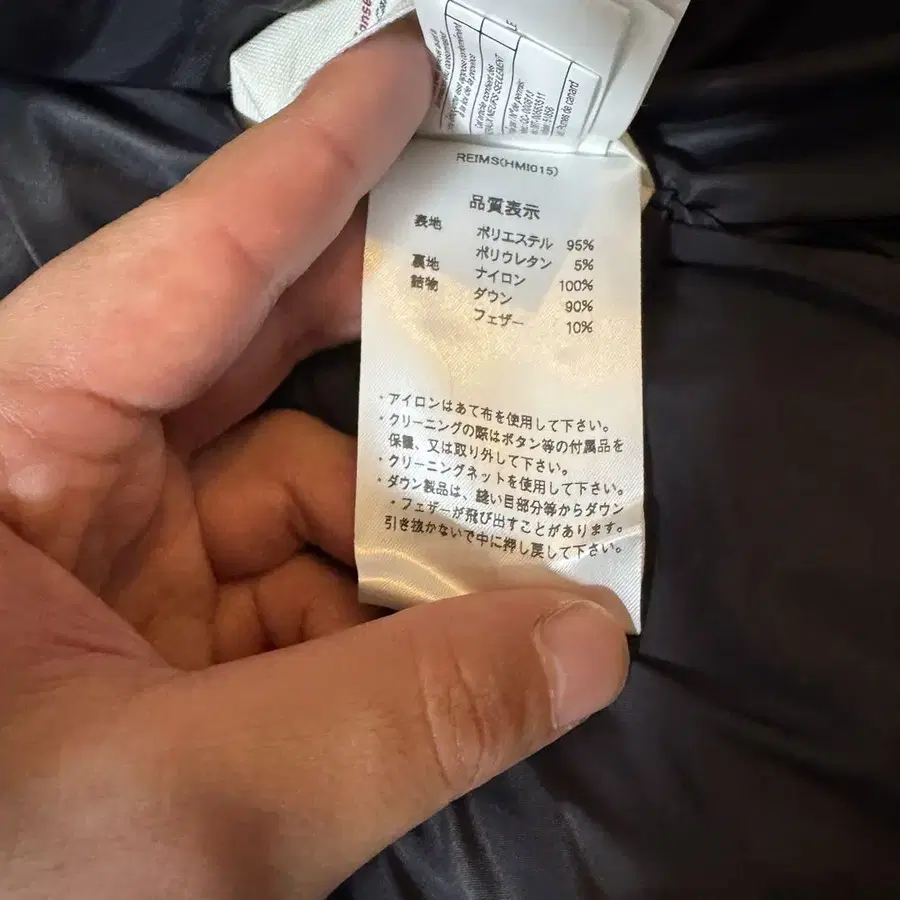 REIMS(HMI015)
品質表示
表地 ポリエステル 95%
ポリウレタン 5%
裏地 ナイロン 100%
詰物 ダウン 90%
フェザー 10%
・アイロンはあて布を使用して下さい。
・クリーニングの際はボタン等の付属品を
保護、又は取り外して下さい。
・クリーニングネットを使用して下さい。
・ダウン製品は、縫い目部分等からダウン
・フェザーが飛び出すことがあります。
引き抜かないで中に押し戻して下さい。